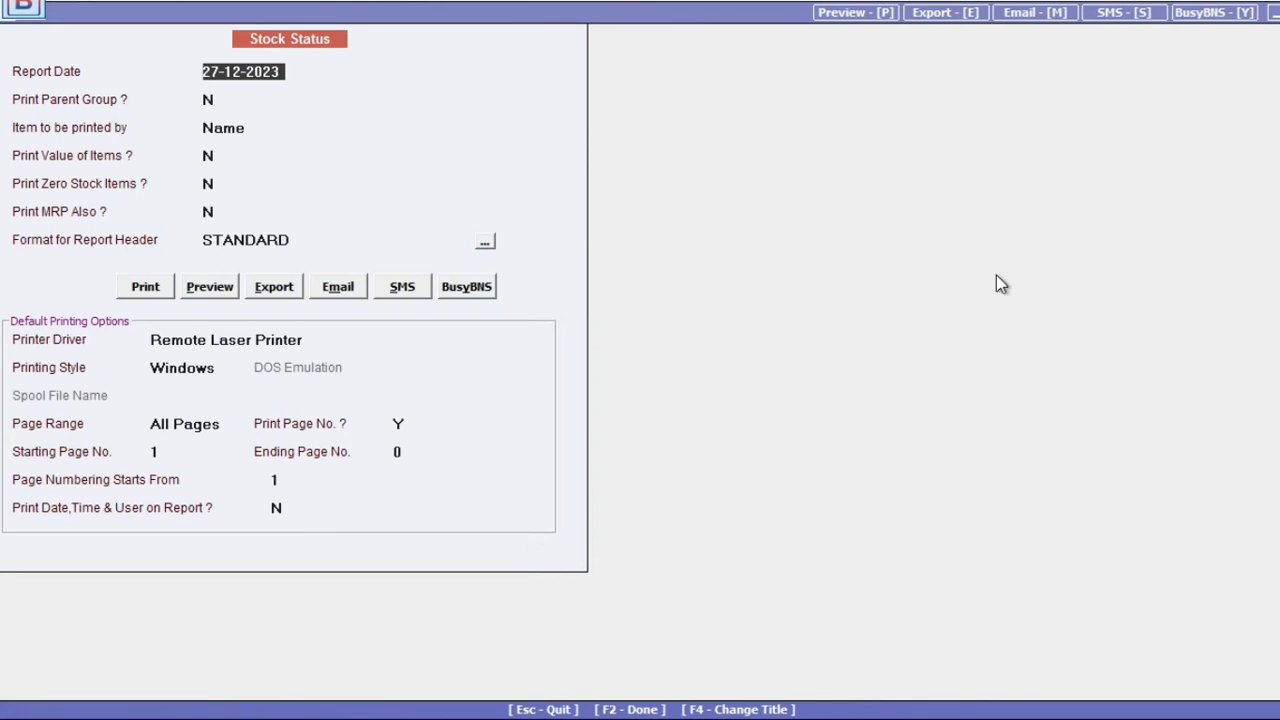 B
Preview - [P] Export - [E] Email - [M] SMS - [S] BusyBNS - [Y]
Stock Status
Report Date 27-12-2023
Print Parent Group ? N
Item to be printed by Name
Print Value of Items ? N
Print Zero Stock Items ? N
Print MRP Also ? N
Format for Report Header STANDARD ...
Print Preview Export Email SMS BusyBNS
Default Printing Options
Printer Driver Remote Laser Printer
Printing Style Windows DOS Emulation
Spool File Name
Page Range All Pages Print Page No. ? Y
Starting Page No. 1 Ending Page No. 0
Page Numbering Starts From 1
Print Date,Time & User on Report ? N
[ Esc - Quit ] [ F2 - Done ] [ F4 - Change Title ]